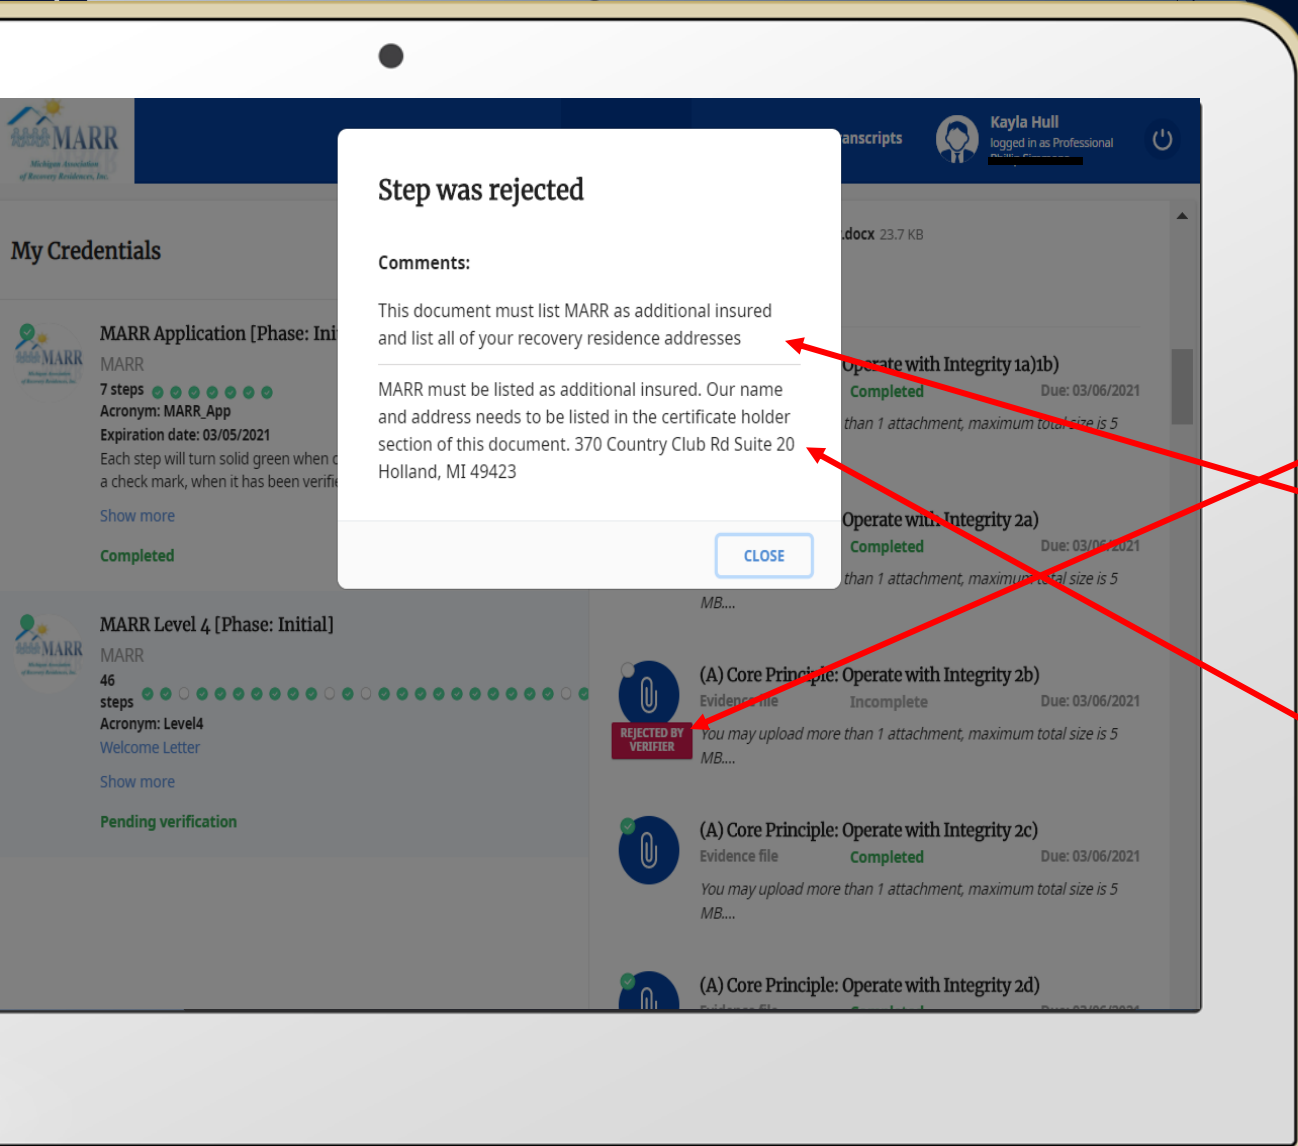 MARR
Michigan Association
of Recovery Residences, Inc.
anscripts
Kayla Hull
logged in as Professional
My Credentials
.docx 23.7 KB
Step was rejected
Comments:
This document must list MARR as additional insured
and list all of your recovery residence addresses
MARR must be listed as additional insured. Our name
and address needs to be listed in the certificate holder
section of this document. 370 Country Club Rd Suite 20
Holland, MI 49423
CLOSE
MARR
MARR Application [Phase: Ini
MARR
7 steps
Acronym: MARR_App
Expiration date: 03/05/2021
Each step will turn solid green when c
a check mark, when it has been verifi
Show more
Completed
MARR
MARR Level 4 [Phase: Initial]
MARR
46
steps
Acronym: Level4
Welcome Letter
Show more
Pending verification
Operate with Integrity 1a)1b)
Completed Due: 03/06/2021
than 1 attachment, maximum total size is 5
Operate with Integrity 2a)
Completed Due: 03/06/2021
than 1 attachment, maximum total size is 5
MB....
(A) Core Principle: Operate with Integrity 2b)
Evidence file Incomplete Due: 03/06/2021
REJECTED BY
VERIFIER
You may upload more than 1 attachment, maximum total size is 5
MB....
(A) Core Principle: Operate with Integrity 2c)
Evidence file Completed Due: 03/06/2021
You may upload more than 1 attachment, maximum total size is 5
MB....
(A) Core Principle: Operate with Integrity 2d)